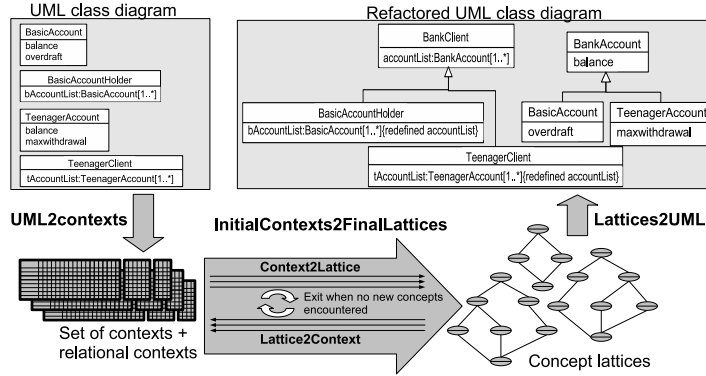 UML class diagram
BasicAccount
balance
overdraft
BasicAccountHolder
bAccountList:BasicAccount[1..*]
TeenagerAccount
balance
maxwithdrawal
TeenagerClient
tAccountList:TeenagerAccount[1..*]
Refactored UML class diagram
BankClient
accountList:BankAccount[1..*]
BankAccount
balance
BasicAccountHolder
bAccountList:BasicAccount[1..*]{redefined accountList}
BasicAccount
overdraft
TeenagerAccount
maxwithdrawal
TeenagerClient
tAccountList:TeenagerAccount[1..*]{redefined accountList}
UML2contexts
InitialContexts2FinalLattices
Lattices2UML
Context2Lattice
Exit when no new concepts
encountered
Lattice2Context
Set of contexts +
relational contexts
Concept lattices